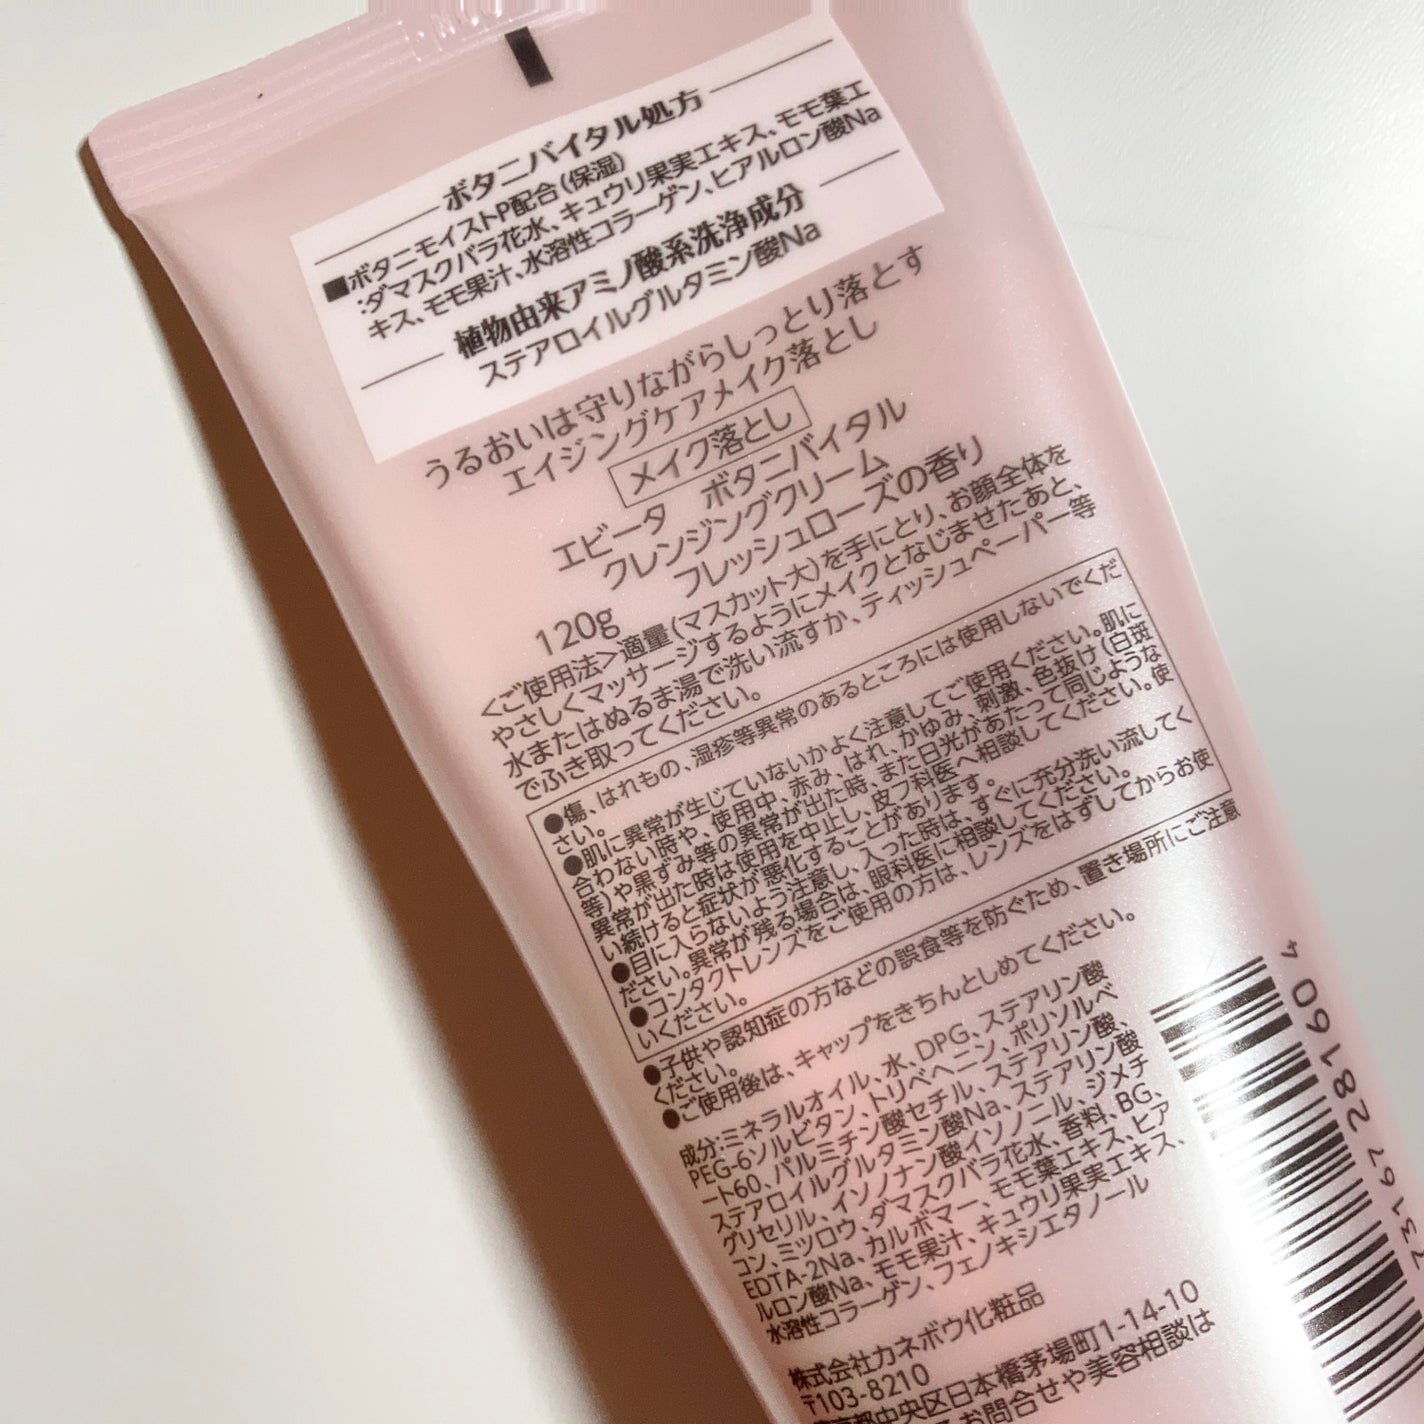 ボタニバイタル処方
■ボタニモイストP配合(保湿)
:ダマスクバラ花水、キュウリ果実エキス、モモ葉エ
キス、モモ果汁、水溶性コラーゲン、ヒアルロン酸Na
植物由来アミノ酸系洗浄成分
ステアロイルグルタミン酸Na
うるおいは守りながらしっとり落とす
エイジングケアメイク落とし
メイク落とし
エビータ ボタニバイタル
クレンジングクリーム
フレッシュローズの香り
120g
<ご使用法>適量(マスカット大)を手にとり、お顔全体を
やさしくマッサージするようにメイクとなじませたあと、
水またはぬるま湯で洗い流すか、ティッシュペーパー等
でふき取ってください。
●傷、はれもの、湿疹等異常のあるところには使用しないでくだ
さい。
●肌に異常が生じていないかよく注意してご使用ください。肌に
合わない時や、使用中、赤み、はれ、かゆみ、刺激、色抜け(白斑
等)や黒ずみ等の異常が出た時、また日光があたって同じような
異常が出た時は使用を中止し、皮フ科医へ相談してください。使
い続けると症状が悪化することがあります。
●目に入らないよう注意し、入った時は、すぐに充分洗い流してく
ださい。異常が残る場合は、眼科医に相談してください。
●コンタクトレンズをご使用の方は、レンズをはずしてからお使
いください。
●子供や認知症の方などの誤食等を防ぐため、置き場所にご注意
ください。
●ご使用後は、キャップをきちんとしめてください。
成分:ミネラルオイル、水、DPG、ステアリン酸
PEG-6ソルビタン、トリベヘニン、ポリソルベ
ート60、パルミチン酸セチル、ステアリン酸、
ステアロイルグルタミン酸Na、ステアリン酸
グリセリル、イソノナン酸イソノニル、ジメチ
コン、ミツロウ、ダマスクバラ花水、香料、BG、
EDTA-2Na、カルボマー、モモ葉エキス、ヒア
ルロン酸Na、モモ果汁、キュウリ果実エキス、
水溶性コラーゲン、フェノキシエタノール
株式会社カネボウ化粧品
〒103-8210
東京都中央区日本橋茅場町1-14-10
お問合せや美容相談は